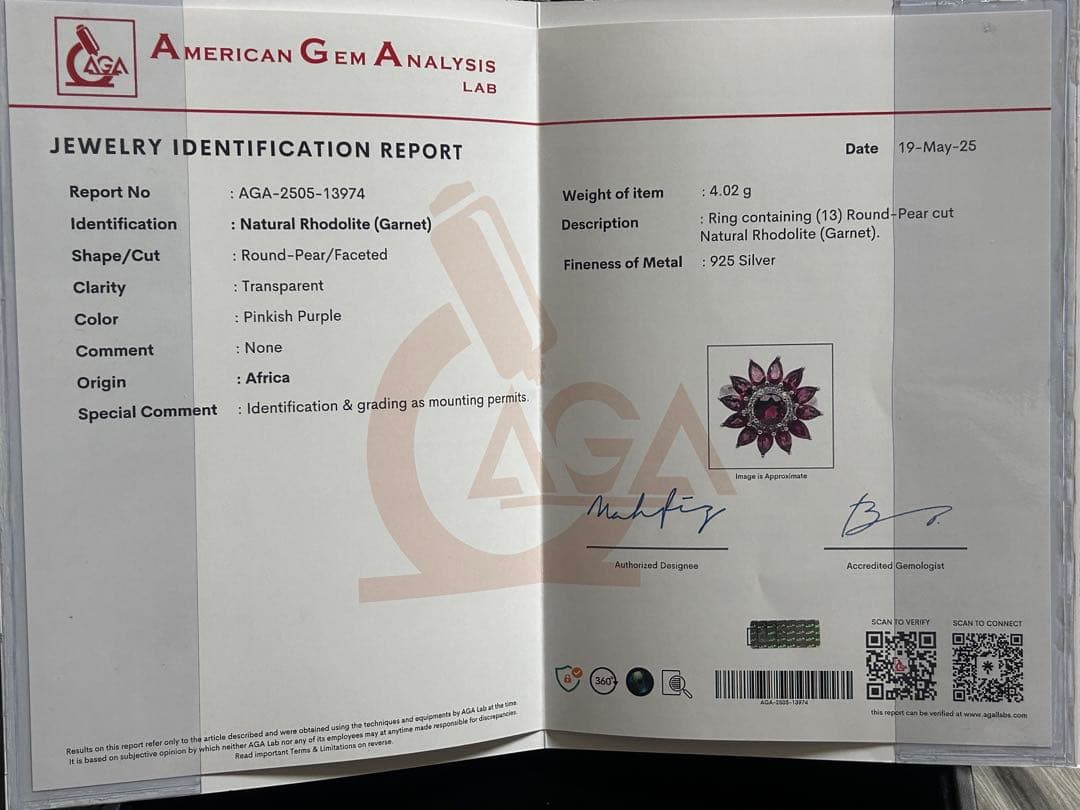 AGA
AMERICAN GEM ANALYSIS
LAB
JEWELRY IDENTIFICATION REPORT
Report No : AGA-2505-13974
Identification : Natural Rhodolite (Garnet)
Shape/Cut : Round-Pear/Faceted
Clarity : Transparent
Color : Pinkish Purple
Comment : None
Origin : Africa
Special Comment : Identification & grading as mounting permits.
AGA
Results on this report refer only to the article described and were obtained using the techniques and equipments by AGA Lab at the time.
It is based on subjective opinion by which neither AGA Lab nor any of its employees may at anytime made responsible for discrepancies.
Read important Terms & Limitations on reverse.
Date 19-May-25
Weight of item : 4.02 g
Description : Ring containing (13) Round-Pear cut
Natural Rhodolite (Garnet).
Fineness of Metal : 925 Silver
Image is Approximate
Authorized Designee
Accredited Gemologist
SCAN TO VERIFY
SCAN TO CONNECT
360°
AGA-2505-13974
this report can be verified at www.agallabs.com